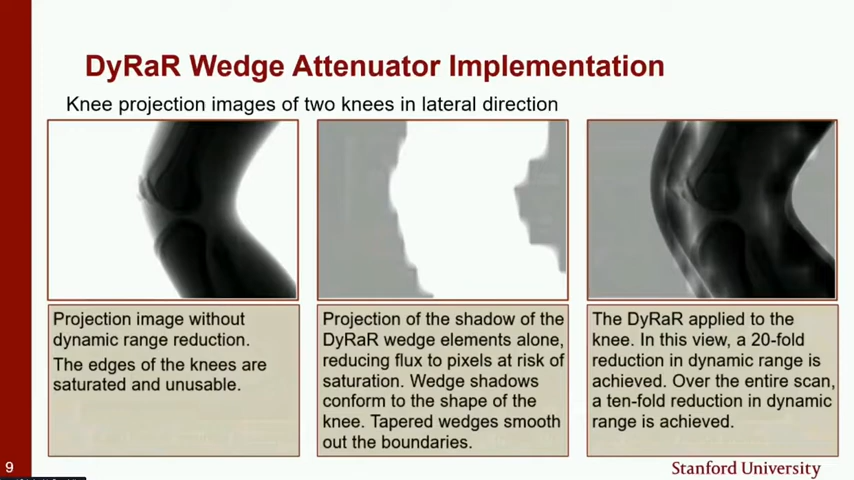 DyRaR Wedge Attenuator Implementation
Knee projection images of two knees in lateral direction
Projection image without
dynamic range reduction.
The edges of the knees are
saturated and unusable.
Projection of the shadow of the
DyRaR wedge elements alone,
reducing flux to pixels at risk of
saturation. Wedge shadows
conform to the shape of the
knee. Tapered wedges smooth
out the boundaries.
The DyRaR applied to the
knee. In this view, a 20-fold
reduction in dynamic range is
achieved. Over the entire scan,
a ten-fold reduction in dynamic
range is achieved.
9
Stanford University